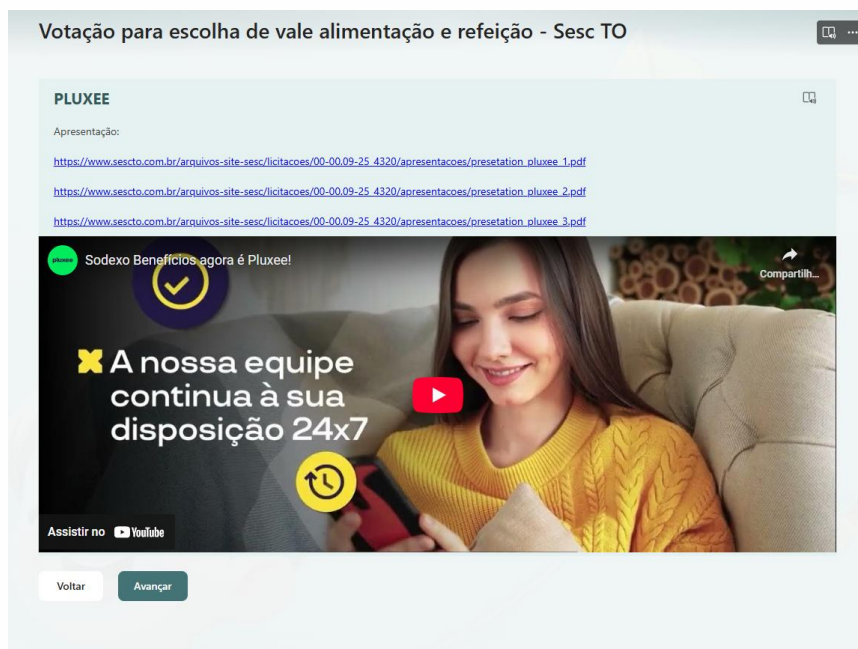 Votação para escolha de vale alimentação e refeição - Sesc TO
PLUXEE
Apresentação:
https://www.sescto.com.br/arquivos-site-sesc/licitacoes/00-00.09-25_4320/apresentacoes/presetation_pluxee_1.pdf
https://www.sescto.com.br/arquivos-site-sesc/licitacoes/00-00.09-25_4320/apresentacoes/presetation_pluxee_2.pdf
https://www.sescto.com.br/arquivos-site-sesc/licitacoes/00-00.09-25_4320/apresentacoes/presetation_pluxee_3.pdf
pluxee Sodexo Benefícios agora é Pluxee!
Compartilh...
A nossa equipe
continua à sua
disposição 24x7
Assistir no YouTube
Voltar Avançar